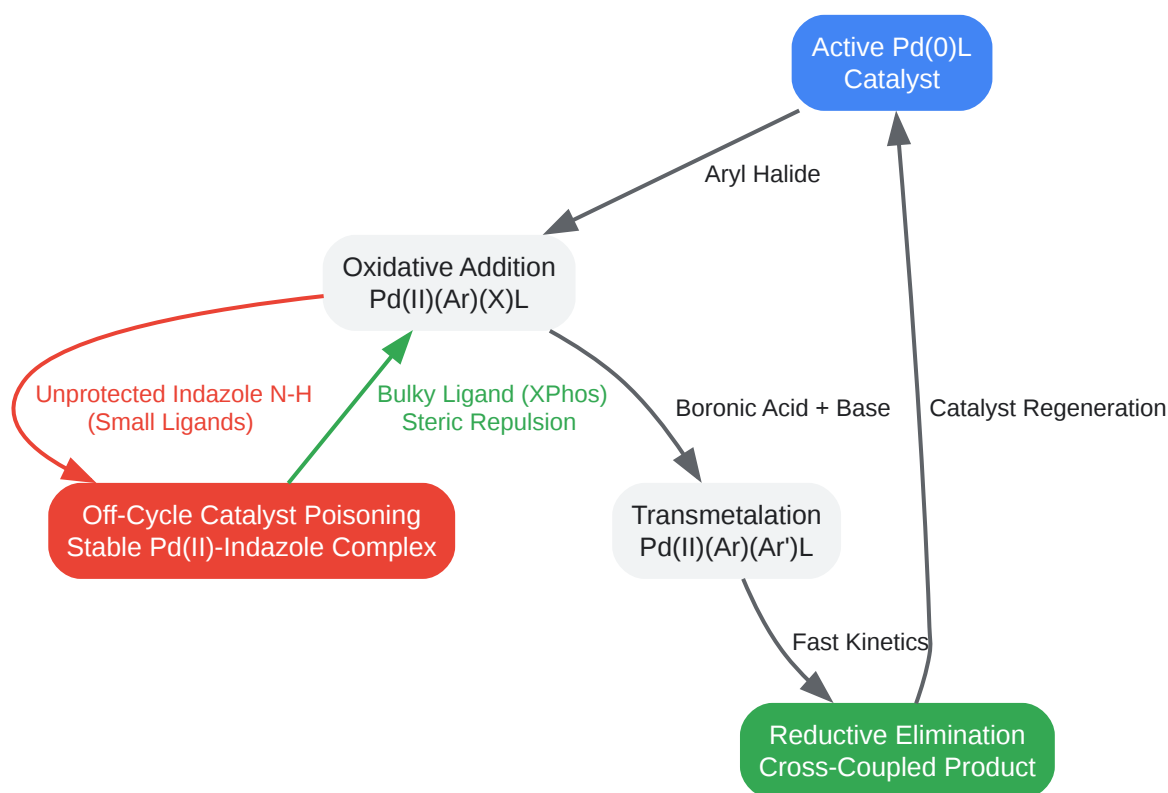 Active Pd(0)L
Catalyst
Aryl Halide
Oxidative Addition
Pd(II)(Ar)(X)L
Unprotected Indazole N-H
(Small Ligands)
Bulky Ligand (XPhos)
Steric Repulsion
Boronic Acid + Base
Catalyst Regeneration
Off-Cycle Catalyst Poisoning
Stable Pd(II)-Indazole Complex
Transmetalation
Pd(II)(Ar)(Ar')L
Fast Kinetics
Reductive Elimination
Cross-Coupled Product